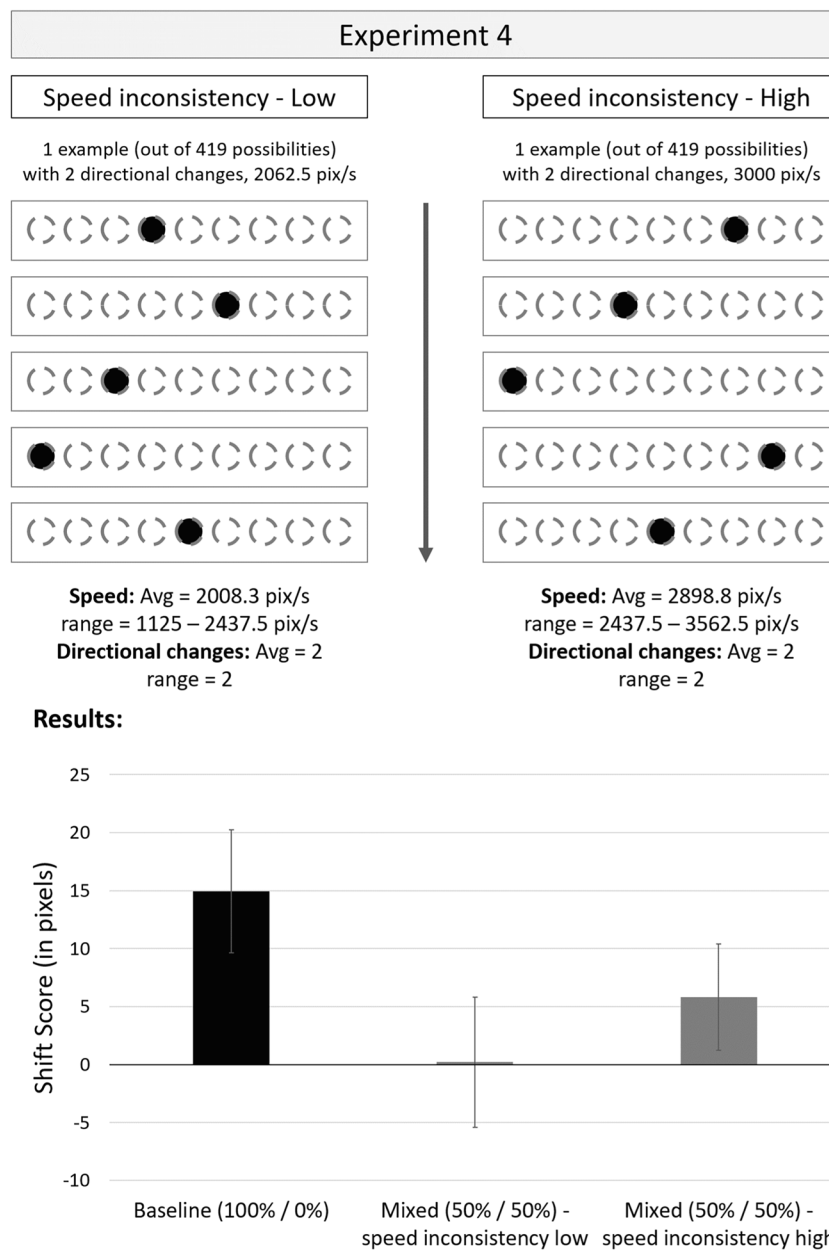 Experiment 4
Speed inconsistency - Low
1 example (out of 419 possibilities)
with 2 directional changes, 2062.5 pix/s
Speed: Avg = 2008.3 pix/s
range = 1125 – 2437.5 pix/s
Directional changes: Avg = 2
range = 2
Speed inconsistency - High
1 example (out of 419 possibilities)
with 2 directional changes, 3000 pix/s
Speed: Avg = 2898.8 pix/s
range = 2437.5 – 3562.5 pix/s
Directional changes: Avg = 2
range = 2
Results:
Shift Score (in pixels)
25
20
15
10
5
0
-5
-10
Baseline (100% / 0%)
Mixed (50% / 50%) -
speed inconsistency low
Mixed (50% / 50%) -
speed inconsistency high